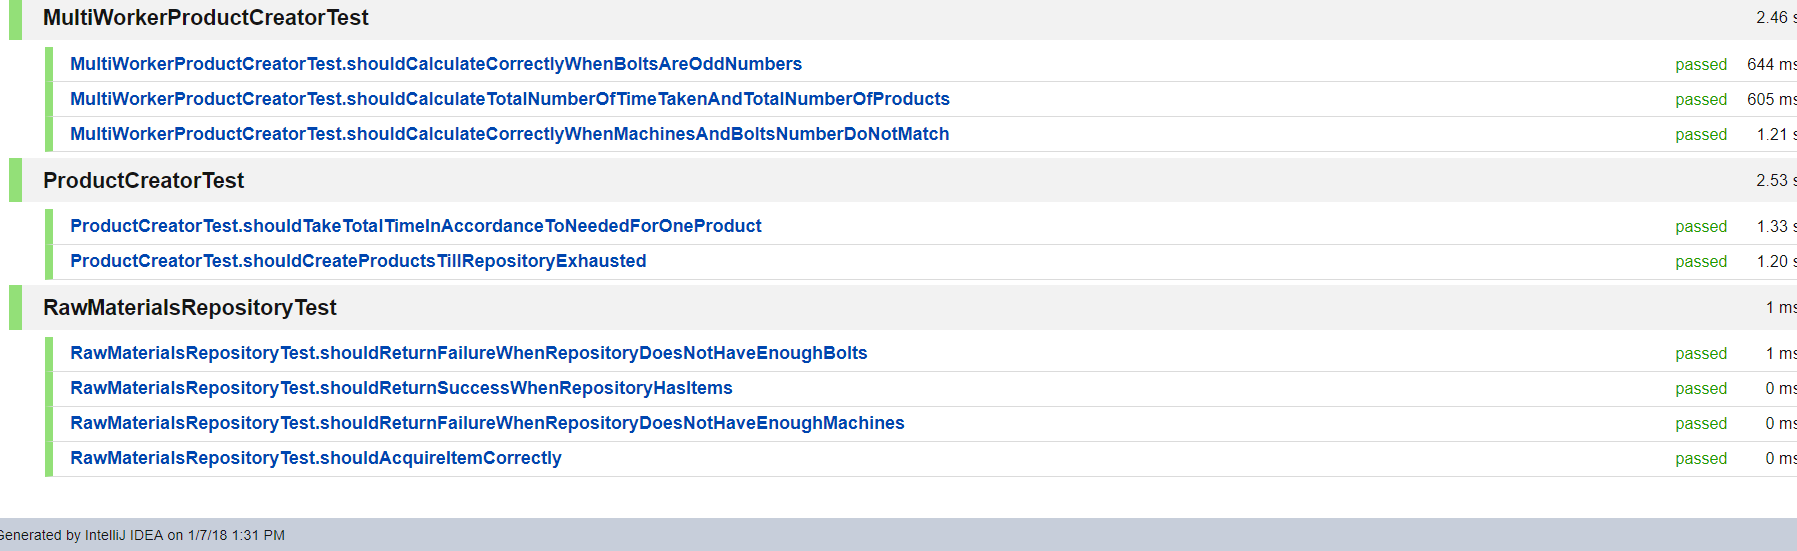 MultiWorkerProductCreatorTest 2.46 s
MultiWorkerProductCreatorTest.shouldCalculateCorrectlyWhenBoltsAreOddNumbers passed 644 ms
MultiWorkerProductCreatorTest.shouldCalculateTotalNumberOfTimeTakenAndTotalNumberOfProducts passed 605 ms
MultiWorkerProductCreatorTest.shouldCalculateCorrectlyWhenMachinesAndBoltsNumberDoNotMatch passed 1.21 s
ProductCreatorTest 2.53 s
ProductCreatorTest.shouldTakeTotalTimeInAccordanceToNeededForOneProduct passed 1.33 s
ProductCreatorTest.shouldCreateProductsTillRepositoryExhausted passed 1.20 s
RawMaterialsRepositoryTest 1 ms
RawMaterialsRepositoryTest.shouldReturnFailureWhenRepositoryDoesNotHaveEnoughBolts passed 1 ms
RawMaterialsRepositoryTest.shouldReturnSuccessWhenRepositoryHasItems passed 0 ms
RawMaterialsRepositoryTest.shouldReturnFailureWhenRepositoryDoesNotHaveEnoughMachines passed 0 ms
RawMaterialsRepositoryTest.shouldAcquireItemCorrectly passed 0 ms
Generated by IntelliJ IDEA on 1/7/18 1:31 PM